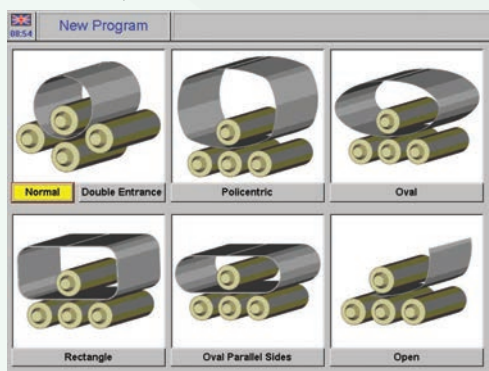 New Program
08:54
Normal
Double Entrance
Policentric
Oval
Rectangle
Oval Parallel Sides
Open